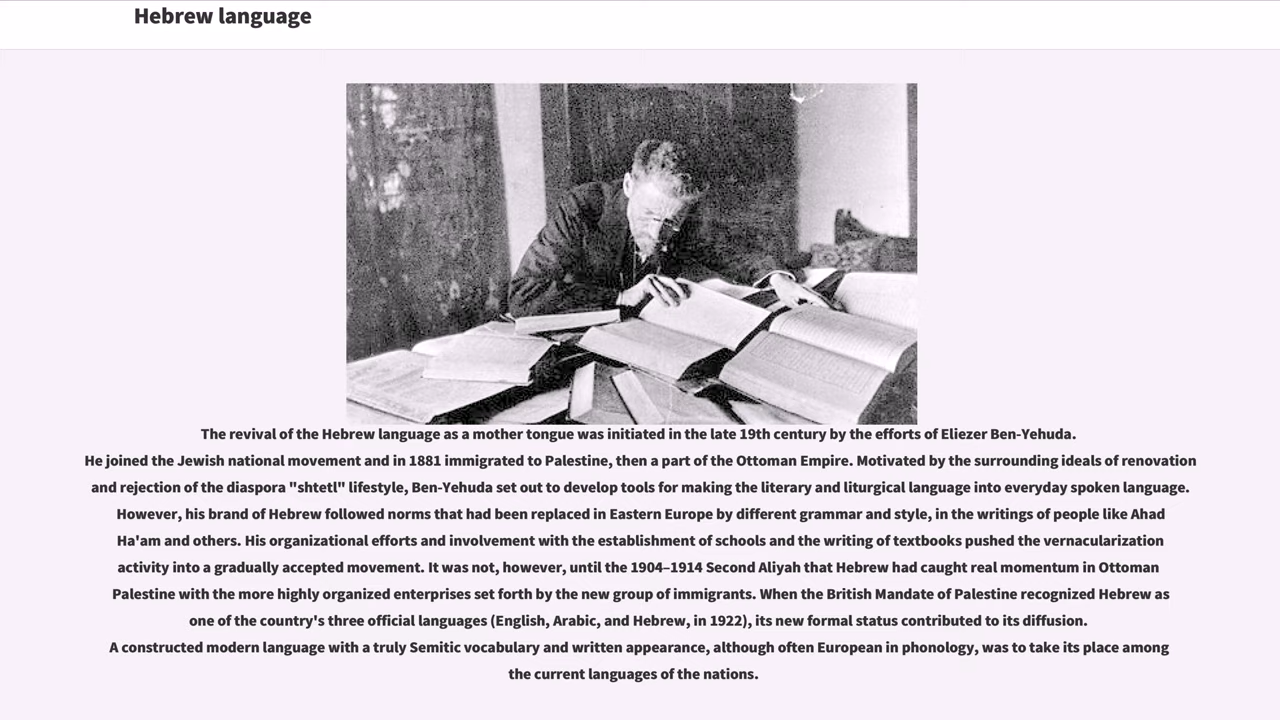 Hebrew language
The revival of the Hebrew language as a mother tongue was initiated in the late 19th century by the efforts of Eliezer Ben-Yehuda.
He joined the Jewish national movement and in 1881 immigrated to Palestine, then a part of the Ottoman Empire. Motivated by the surrounding ideals of renovation
and rejection of the diaspora "shtetl" lifestyle, Ben-Yehuda set out to develop tools for making the literary and liturgical language into everyday spoken language.
However, his brand of Hebrew followed norms that had been replaced in Eastern Europe by different grammar and style, in the writings of people like Ahad
Ha'am and others. His organizational efforts and involvement with the establishment of schools and the writing of textbooks pushed the vernacularization
activity into a gradually accepted movement. It was not, however, until the 1904–1914 Second Aliyah that Hebrew had caught real momentum in Ottoman
Palestine with the more highly organized enterprises set forth by the new group of immigrants. When the British Mandate of Palestine recognized Hebrew as
one of the country's three official languages (English, Arabic, and Hebrew, in 1922), its new formal status contributed to its diffusion.
A constructed modern language with a truly Semitic vocabulary and written appearance, although often European in phonology, was to take its place among
the current languages of the nations.